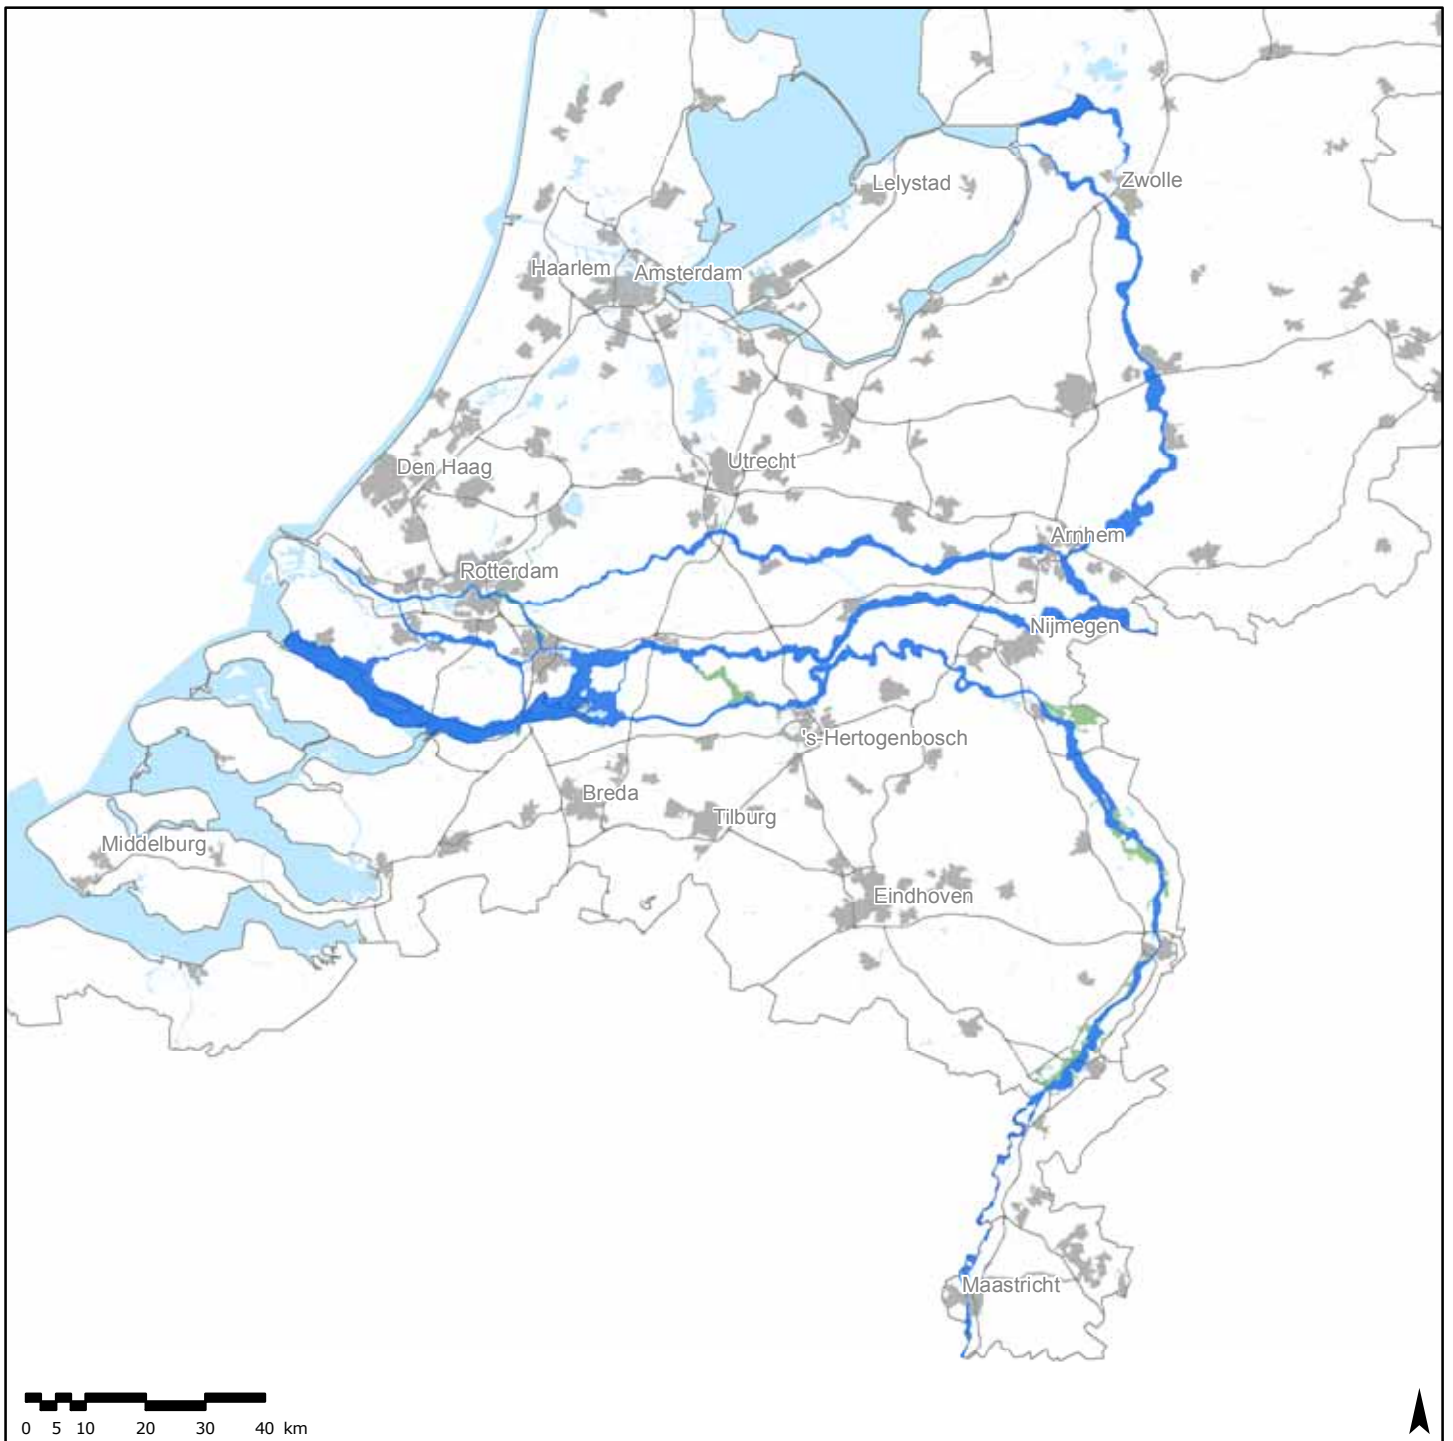 Zwolle
Lelystad
Haarlem
Amsterdam
Utrecht
Den Haag
Arnhem
Rotterdam
Nijmegen
's-Hertogenbosch
Breda
Tilburg
Middelburg
Eindhoven
Maastricht
0 5 10 20 30 40 km